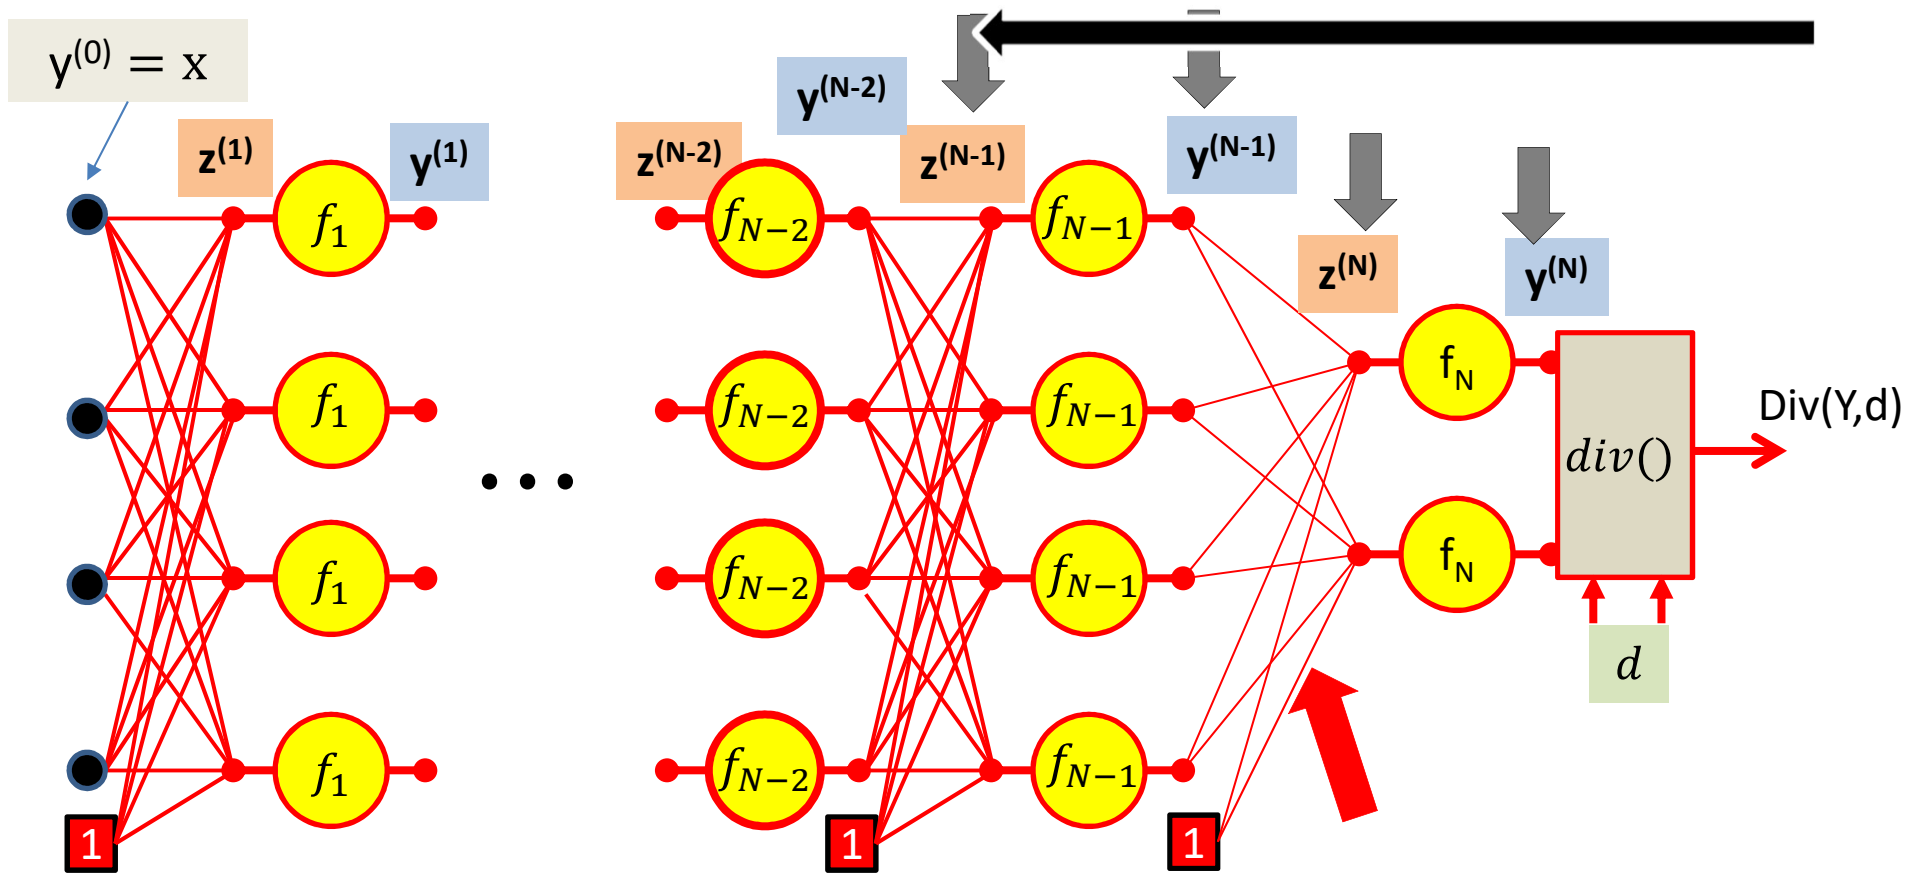 y(0) = x
z(1)
y(1)
z(N-2)
y(N-2)
z(N-1)
y(N-1)
z(N)
y(N)
f1
fN−2
fN−1
f1
fN−2
fN−1
fN
f1
fN−2
fN−1
fN
f1
fN−2
fN−1
...
div()
Div(Y,d)
d
1
1
1